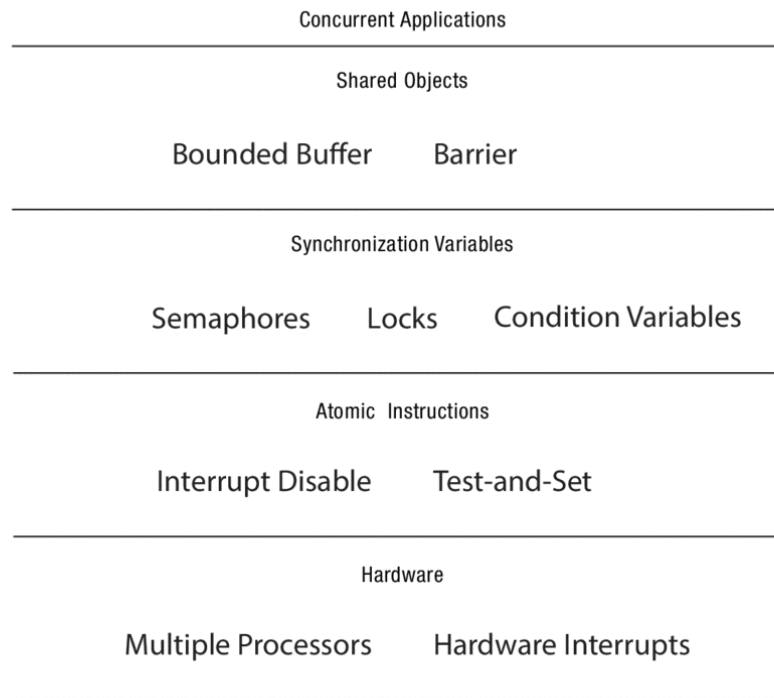 Concurrent Applications
Shared Objects
Bounded Buffer Barrier
Synchronization Variables
Semaphores Locks Condition Variables
Atomic Instructions
Interrupt Disable Test-and-Set
Hardware
Multiple Processors Hardware Interrupts